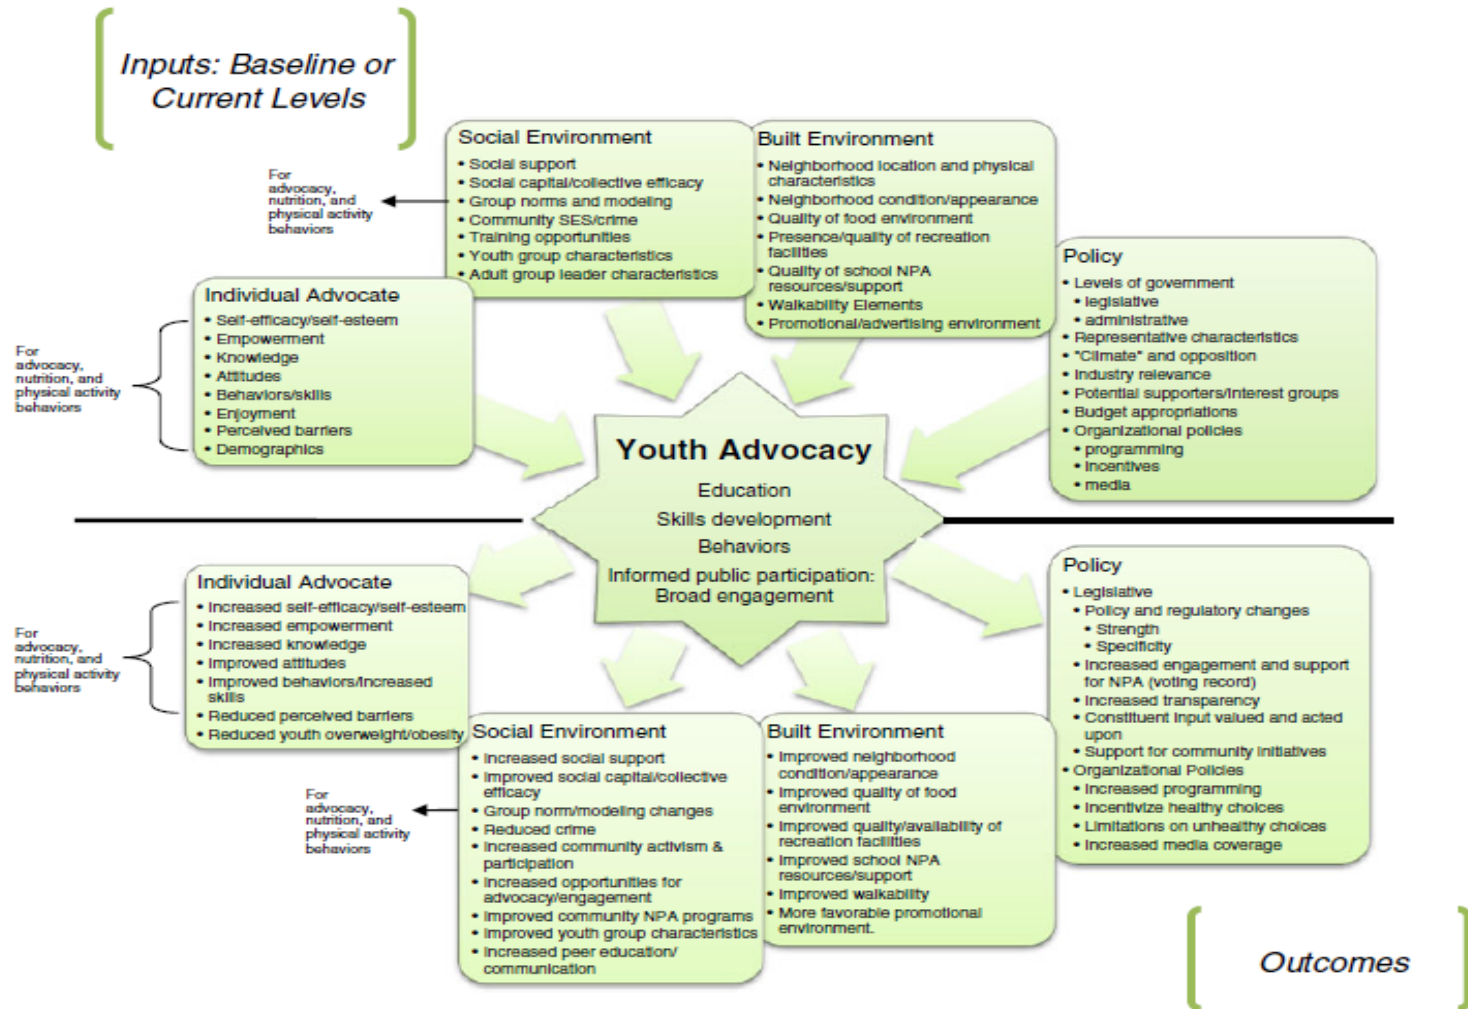 Inputs: Baseline or
Current Levels
Social Environment
• Social support
• Social capital/collective efficacy
• Group norms and modeling
• Community SES/crime
• Training opportunities
• Youth group characteristics
• Adult group leader characteristics
Built Environment
• Neighborhood location and physical
characteristics
• Neighborhood condition/appearance
• Quality of food environment
• Presence/quality of recreation
facilities
• Quality of school NPA
resources/support
• Walkability Elements
• Promotional/advertising environment
For
advocacy,
nutrition, and
physical activity
behaviors
Policy
• Levels of government
• legislative
• administrative
• Representative characteristics
• "Climate" and opposition
• Industry relevance
• Potential supporters/interest groups
• Budget appropriations
• Organizational policies
• programming
• incentives
• media
Individual Advocate
• Self-efficacy/self-esteem
• Empowerment
• Knowledge
• Attitudes
• Behaviors/skills
• Enjoyment
• Perceived barriers
• Demographics
For
advocacy,
nutrition, and
physical activity
behaviors
Youth Advocacy
Education
Skills development
Behaviors
Informed public participation:
Broad engagement
Individual Advocate
• Increased self-efficacy/self-esteem
• Increased empowerment
• Increased knowledge
• Improved attitudes
• Improved behaviors/increased
skills
• Reduced perceived barriers
• Reduced youth overweight/obesity
For
advocacy,
nutrition, and
physical activity
behaviors
Social Environment
• Increased social support
• Improved social capital/collective
efficacy
• Group norm/modeling changes
• Reduced crime
• Increased community activism &
participation
• Increased opportunities for
advocacy/engagement
• Improved community NPA programs
• Improved youth group characteristics
• Increased peer education/
communication
For
advocacy,
nutrition, and
physical activity
behaviors
Built Environment
• Improved neighborhood
condition/appearance
• Improved quality of food
environment
• Improved quality/availability of
recreation facilities
• Improved school NPA
resources/support
• Improved walkability
• More favorable promotional
environment.
Policy
• Legislative
• Policy and regulatory changes
• Strength
• Specificity
• Increased engagement and support
for NPA (voting record)
• Increased transparency
• Constituent input valued and acted
upon
• Support for community initiatives
• Organizational Policies
• Increased programming
• Incentivize healthy choices
• Limitations on unhealthy choices
• Increased media coverage
Outcomes